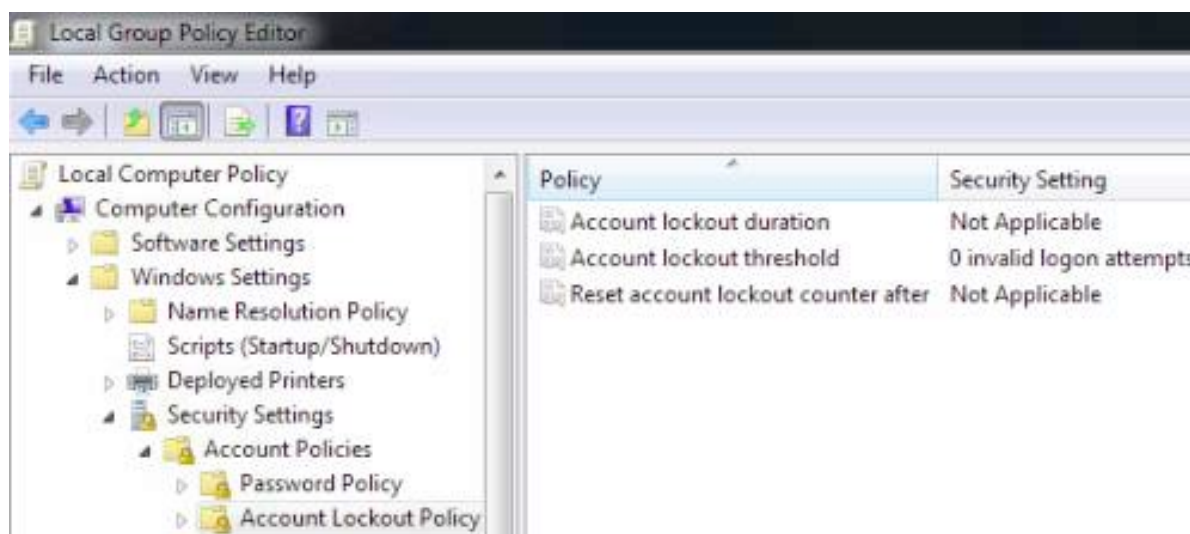 Local Group Policy Editor
File Action View Help
Local Computer Policy
Computer Configuration
Software Settings
Windows Settings
Name Resolution Policy
Scripts (Startup/Shutdown)
Deployed Printers
Security Settings
Account Policies
Password Policy
Account Lockout Policy
Policy Security Setting
Account lockout duration Not Applicable
Account lockout threshold 0 invalid logon attempts
Reset account lockout counter after Not Applicable